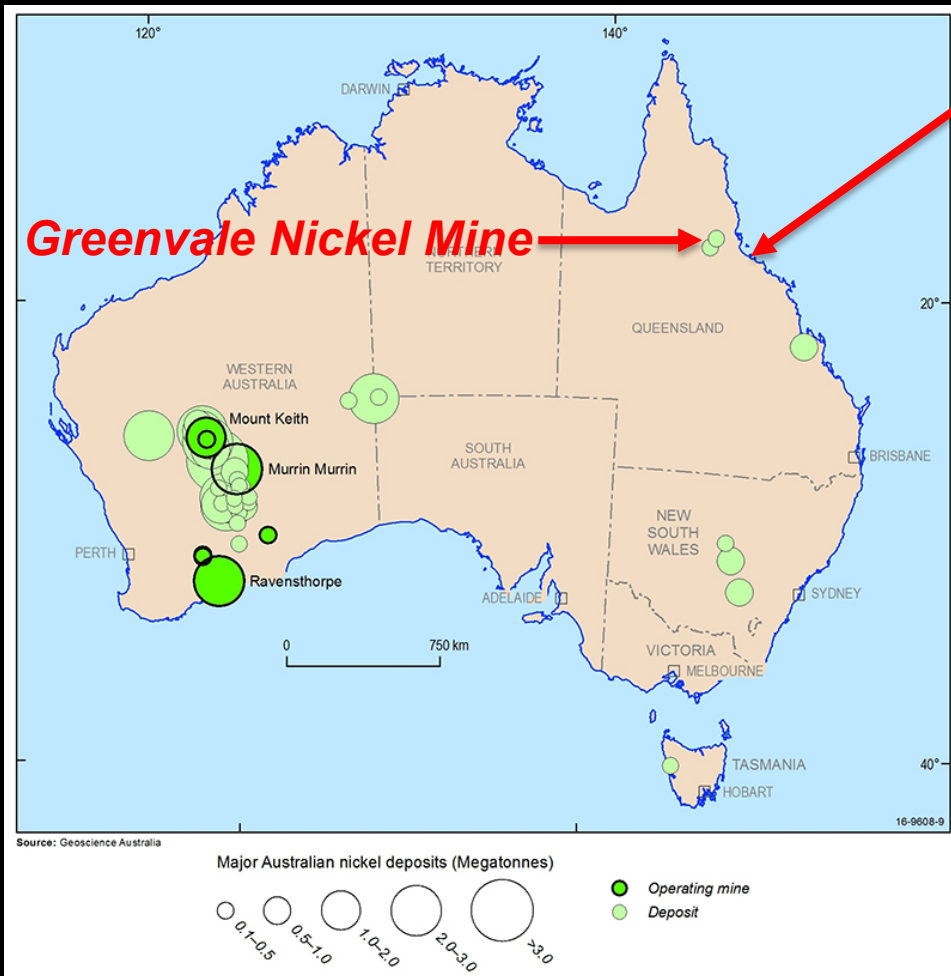 120°
140°
DARWIN
Greenvale Nickel Mine
NORTHERN
TERRITORY
20°
QUEENSLAND
WESTERN
AUSTRALIA
Mount Keith
SOUTH
AUSTRALIA
BRISBANE
Murrin Murrin
NEW
SOUTH
WALES
PERTH
Ravensthorpe
ADELAIDE
SYDNEY
0
750 km
VICTORIA
MELBOURNE
TASMANIA
40°
HOBART
16-9608-9
Source: Geoscience Australia
Major Australian nickel deposits (Megatonnes)
0.1–0.5
0.5–1.0
1.0–2.0
2.0–3.0
>3.0
Operating mine
Deposit